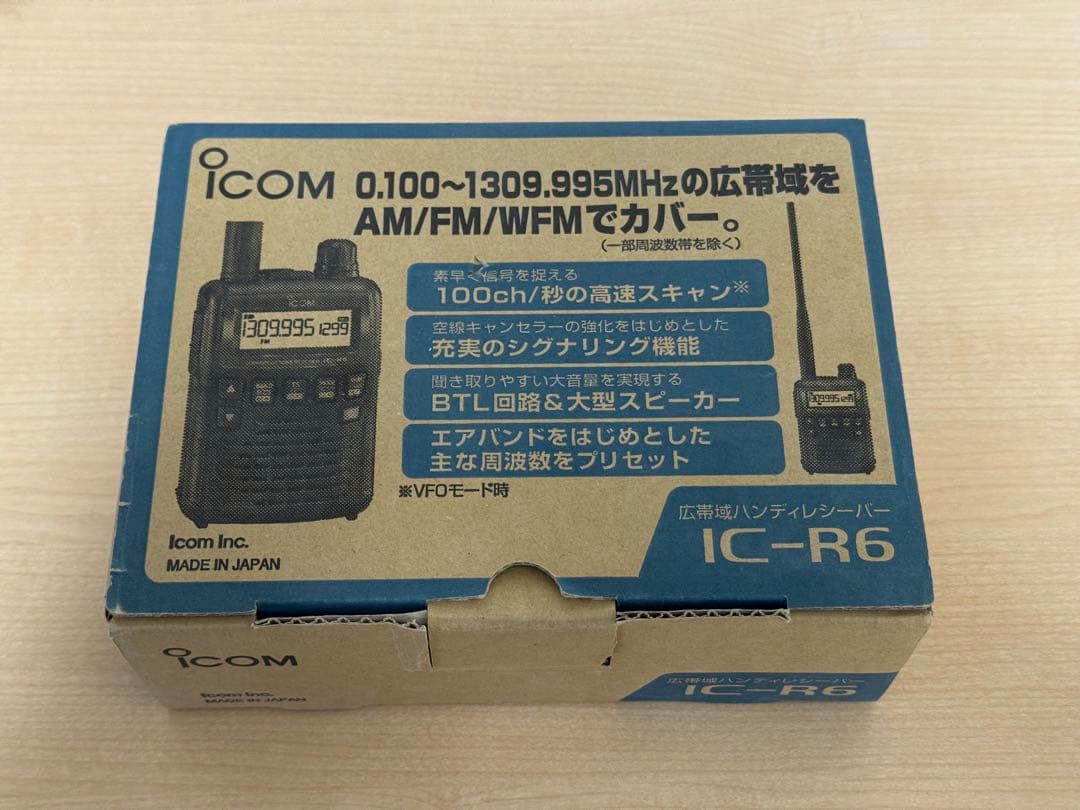 iCOM
0.100～1309.995MHzの広帯域を
AM/FM/WFMでカバー。
(一部周波数帯を除く)
素早く信号を捉える
100ch/秒の高速スキャン※
空線キャンセラーの強化をはじめとした
充実のシグナリング機能
聞き取りやすい大音量を実現する
BTL回路&大型スピーカー
エアバンドをはじめとした
主な周波数をプリセット
※VFOモード時
iCOM
1309.995 1299
FM
1309.995
Icom Inc.
MADE IN JAPAN
広帯域ハンディレシーバー
IC-R6
iCOM
Icom Inc.
MADE IN JAPAN
広帯域ハンディレシーバー
IC-R6